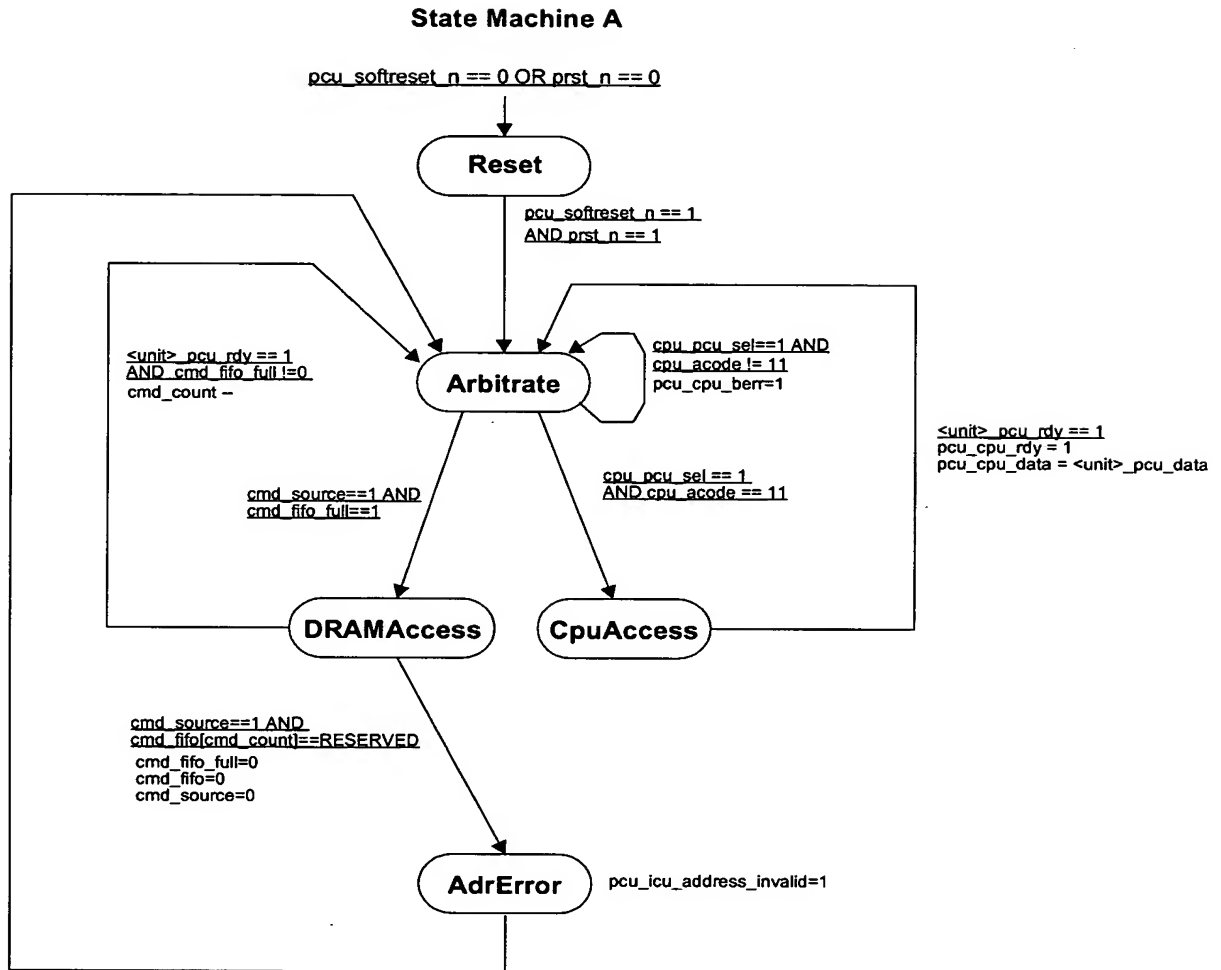 State Machine A
pcu_softreset_n == 0 OR prst_n == 0
Reset
pcu_softreset_n == 1
AND prst_n == 1
<unit>_pcu_rdy == 1
AND cmd_fifo_full !=0
cmd_count --
Arbitrate
cpu_pcu_sel==1 AND
cpu_acode != 11
pcu_cpu_berr=1
<unit>_pcu_rdy == 1
pcu_cpu_rdy = 1
pcu_cpu_data = <unit>_pcu_data
cmd_source==1 AND
cmd_fifo_full==1
cpu_pcu_sel == 1
AND cpu_acode == 11
DRAMAccess
CpuAccess
cmd_source==1 AND
cmd_fifo[cmd_count]==RESERVED
cmd_fifo_full=0
cmd_fifo=0
cmd_source=0
AdrError
pcu_icu_address_invalid=1